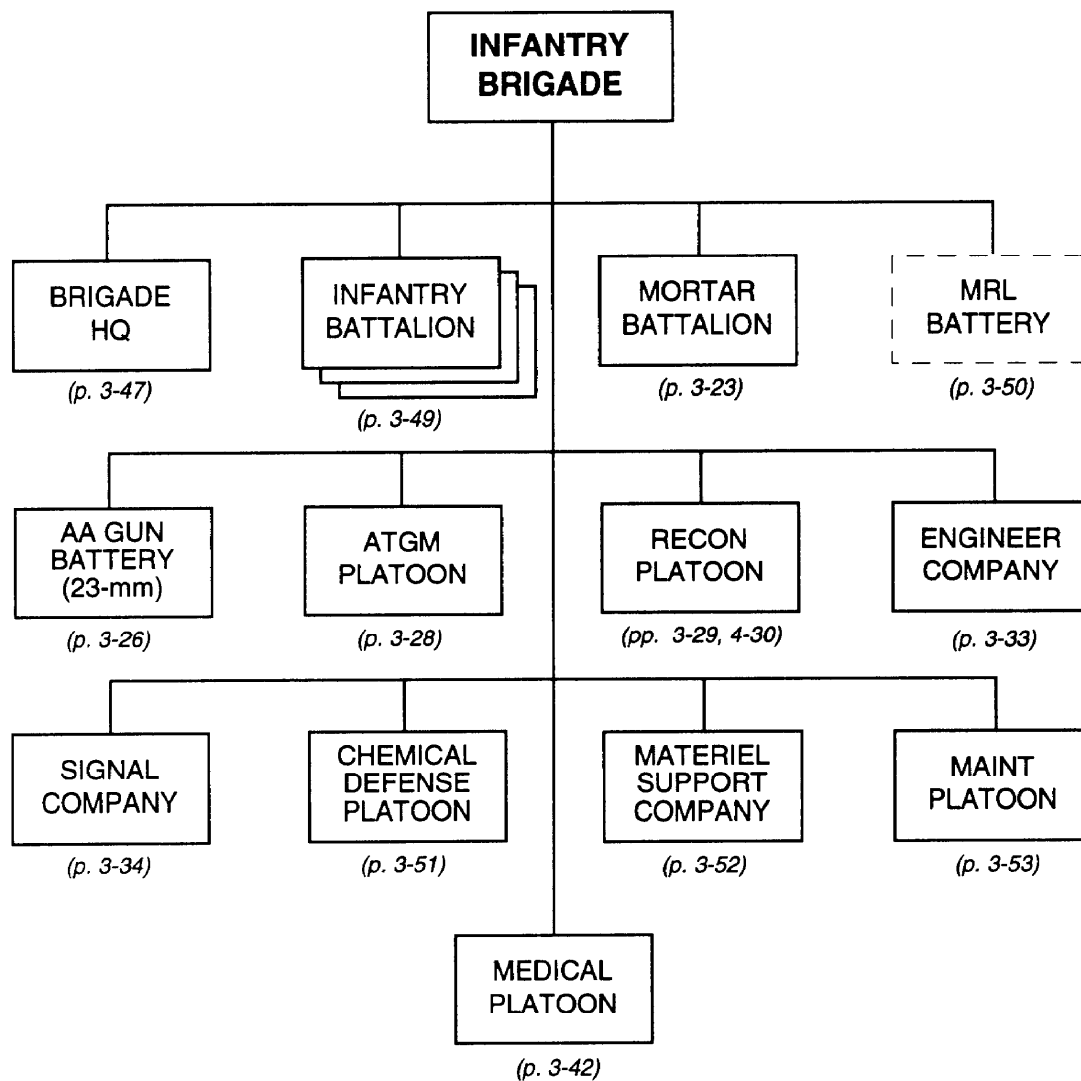 INFANTRY
BRIGADE
BRIGADE
HQ
(p. 3-47)
INFANTRY
BATTALION
(p. 3-49)
MORTAR
BATTALION
(p. 3-23)
MRL
BATTERY
(p. 3-50)
AA GUN
BATTERY
(23-mm)
(p. 3-26)
ATGM
PLATOON
(p. 3-28)
RECON
PLATOON
(pp. 3-29, 4-30)
ENGINEER
COMPANY
(p. 3-33)
SIGNAL
COMPANY
(p. 3-34)
CHEMICAL
DEFENSE
PLATOON
(p. 3-51)
MATERIEL
SUPPORT
COMPANY
(p. 3-52)
MAINT
PLATOON
(p. 3-53)
MEDICAL
PLATOON
(p. 3-42)